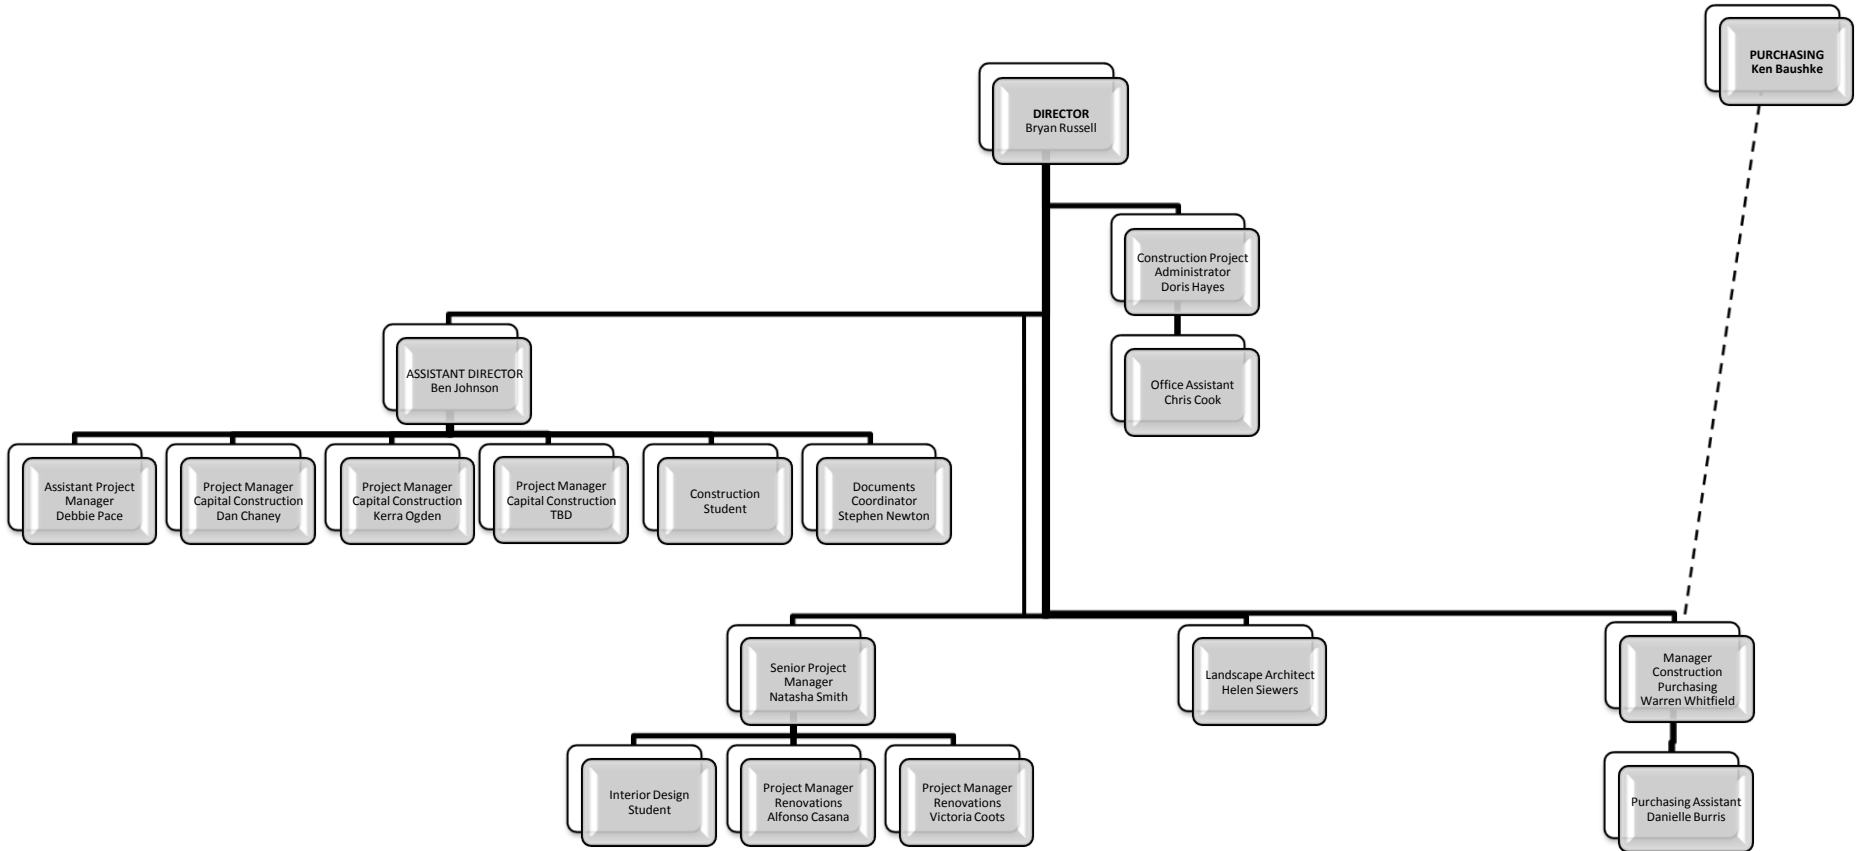 PURCHASING
Ken Baushke
DIRECTOR
Bryan Russell
Construction Project
Administrator
Doris Hayes
ASSISTANT DIRECTOR
Ben Johnson
Office Assistant
Chris Cook
Assistant Project
Manager
Debbie Pace
Project Manager
Capital Construction
Dan Chaney
Project Manager
Capital Construction
Kerra Ogden
Project Manager
Capital Construction
TBD
Construction
Student
Documents
Coordinator
Stephen Newton
Senior Project
Manager
Natasha Smith
Landscape Architect
Helen Siewers
Manager
Construction
Purchasing
Warren Whitfield
Interior Design
Student
Project Manager
Renovations
Alfonso Casana
Project Manager
Renovations
Victoria Coots
Purchasing Assistant
Danielle Burris